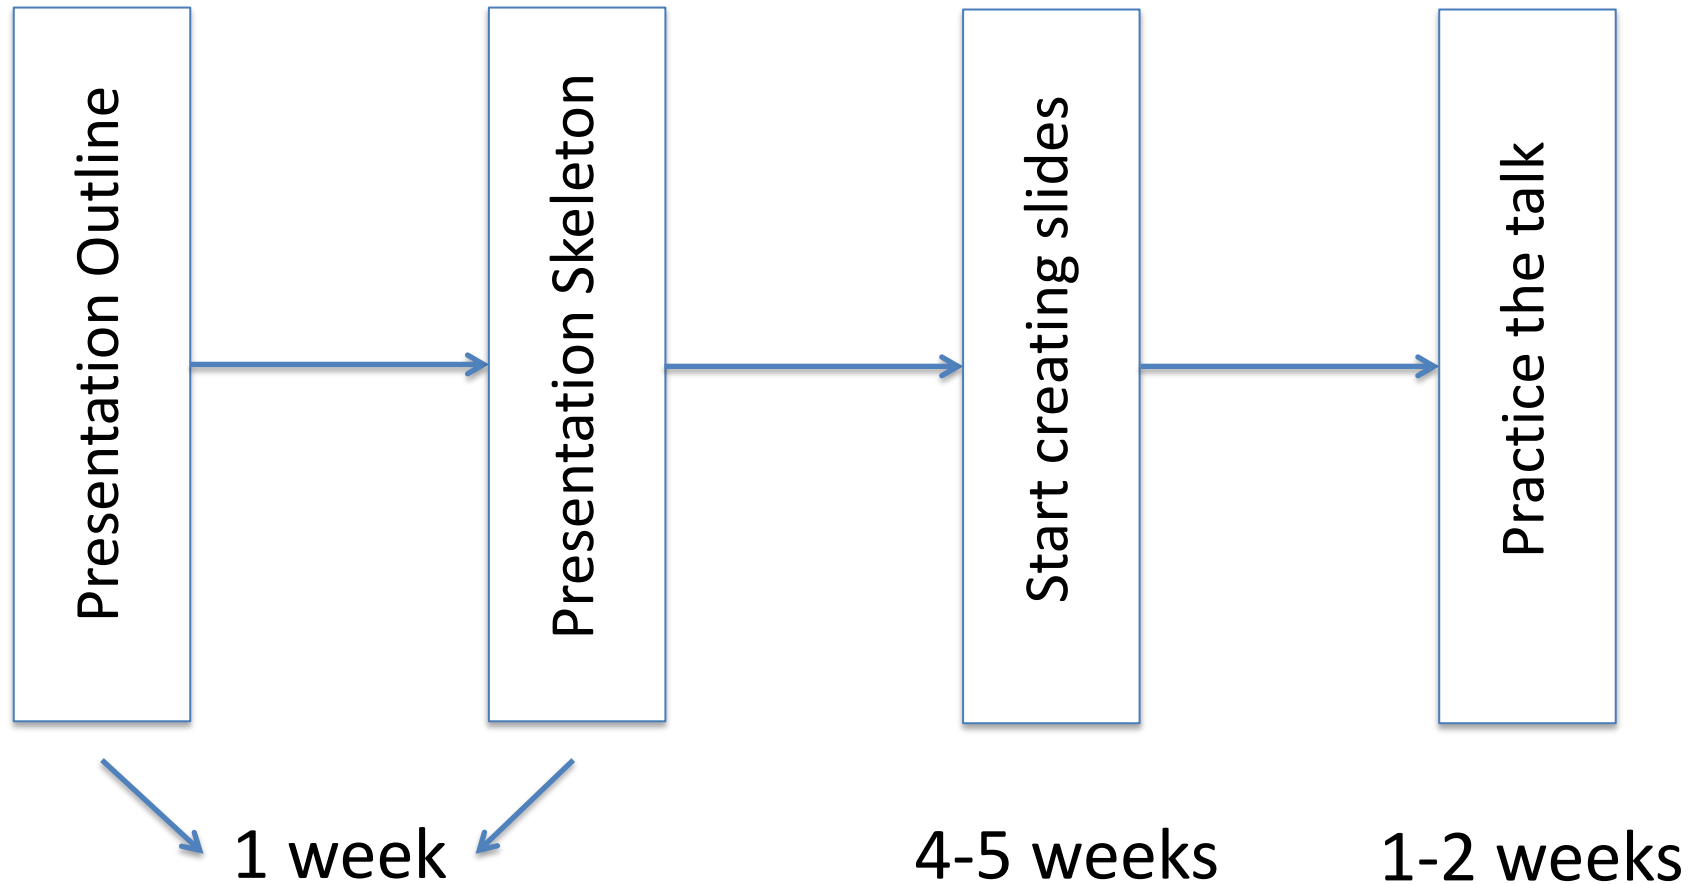 Presentation Outline
Presentation Skeleton
Start creating slides
Practice the talk
1 week
4-5 weeks
1-2 weeks